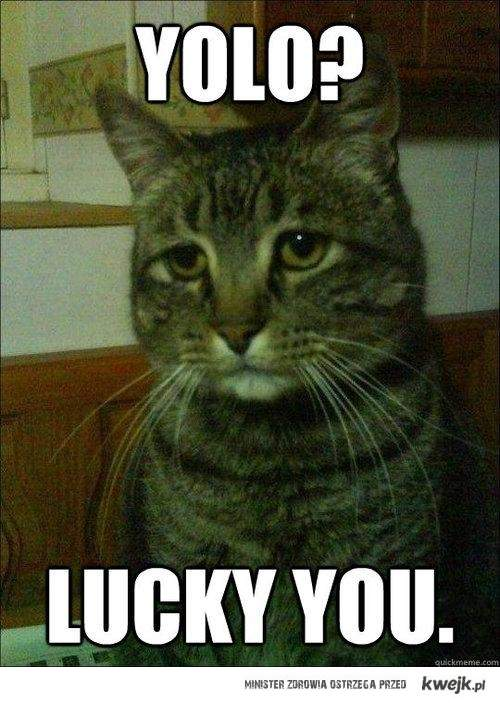 YOLO?
LUCKY YOU.
quickmeme.com
MINISTER ZDROWIA OSTRZEGA PRZED kwejk.pl